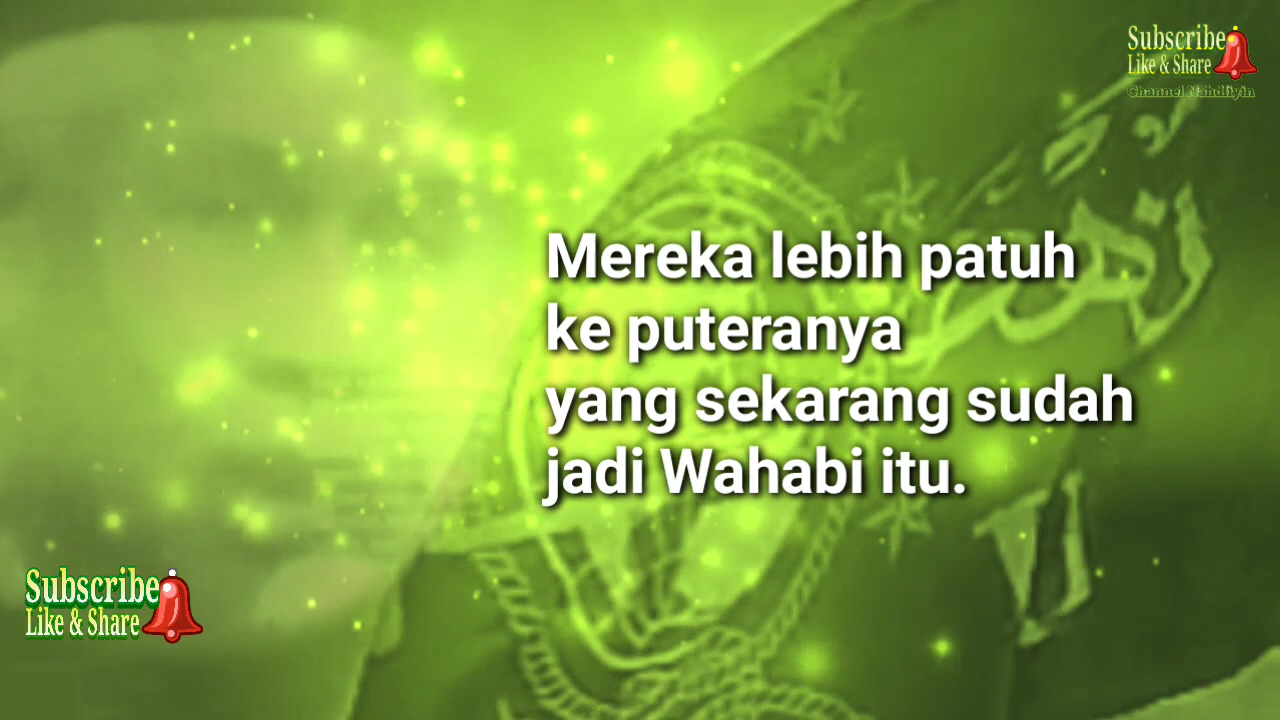 Subscribe
Like & Share
Channel Nahdliyin
Mereka lebih patuh
ke puteranya
yang sekarang sudah
jadi Wahabi itu.
Subscribe
Like & Share